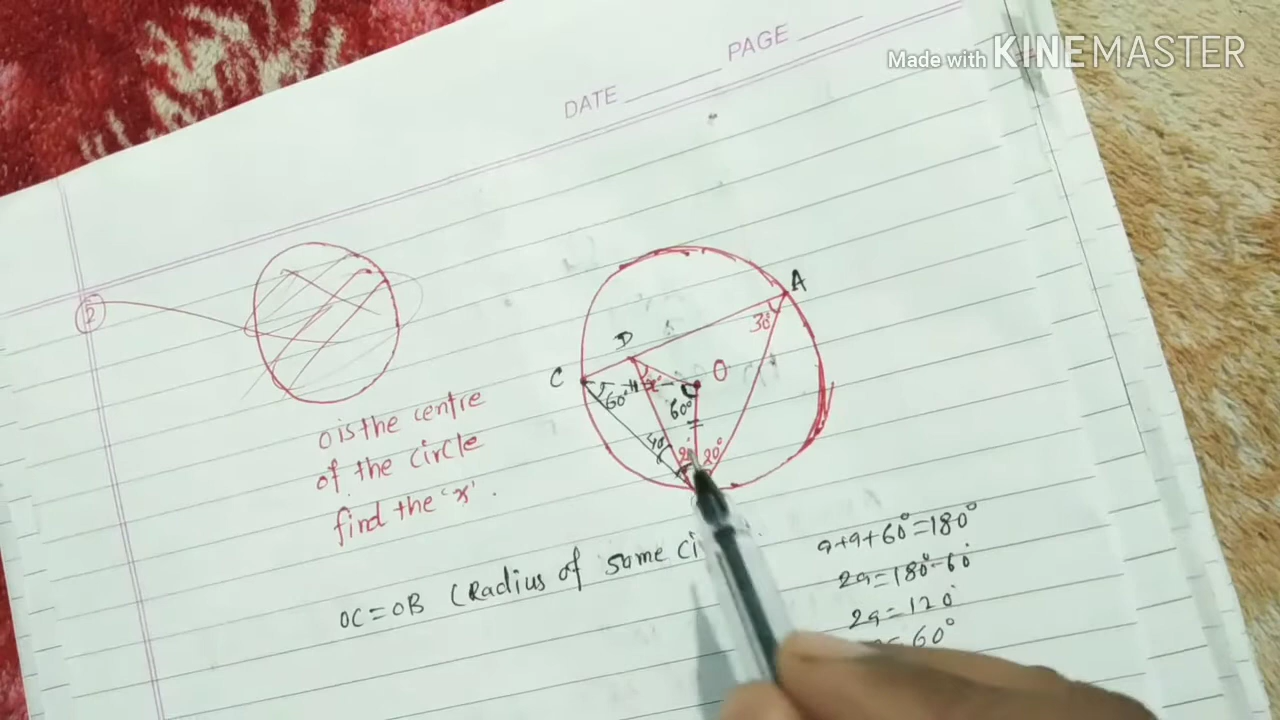 Made with KINEMASTER
DATE PAGE
2
A
30°
D
O
C
60°
x°
60°
40
20° 20°
O is the centre
of the circle
find the 'x'.
OC = OB (Radius of same
a+a+60°=180°
2a=180°-60°
2a=120°
60°